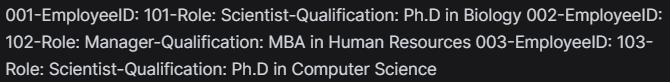 001-EmployeeID: 101-Role: Scientist-Qualification: Ph.D in Biology 002-EmployeeID:
102-Role: Manager-Qualification: MBA in Human Resources 003-EmployeeID: 103-
Role: Scientist-Qualification: Ph.D in Computer Science